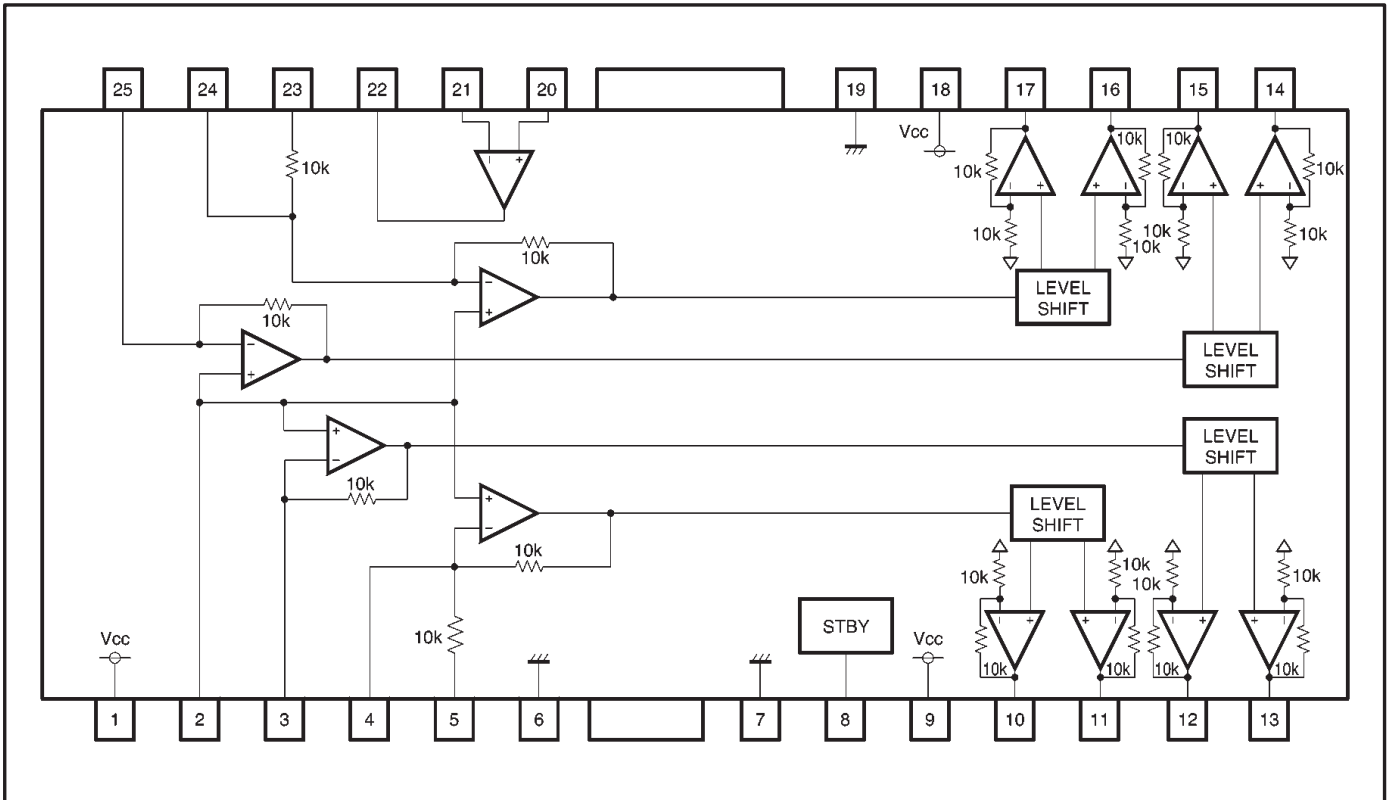 25 24 23 22 21 20 19 18 17 16 15 14
Vcc
10k 10k 10k 10k
10k
- + - + + - - + + -
10k 10k 10k 10k
10k
-
+
LEVEL
SHIFT
10k
-
+
LEVEL
SHIFT
+
-
LEVEL
SHIFT
10k
+
-
LEVEL
SHIFT
10k
10k 10k 10k 10k
STBY
- + + - - + + -
10k
Vcc Vcc
10k 10k 10k 10k
1 2 3 4 5 6 7 8 9 10 11 12 13